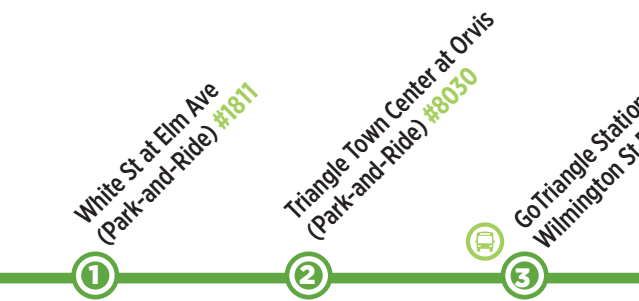 White St at Elm Ave
(Park-and-Ride) #1811
Triangle Town Center at Orvis
(Park-and-Ride) #8030
GoTriangle Station
Wilmington St
1
2
3